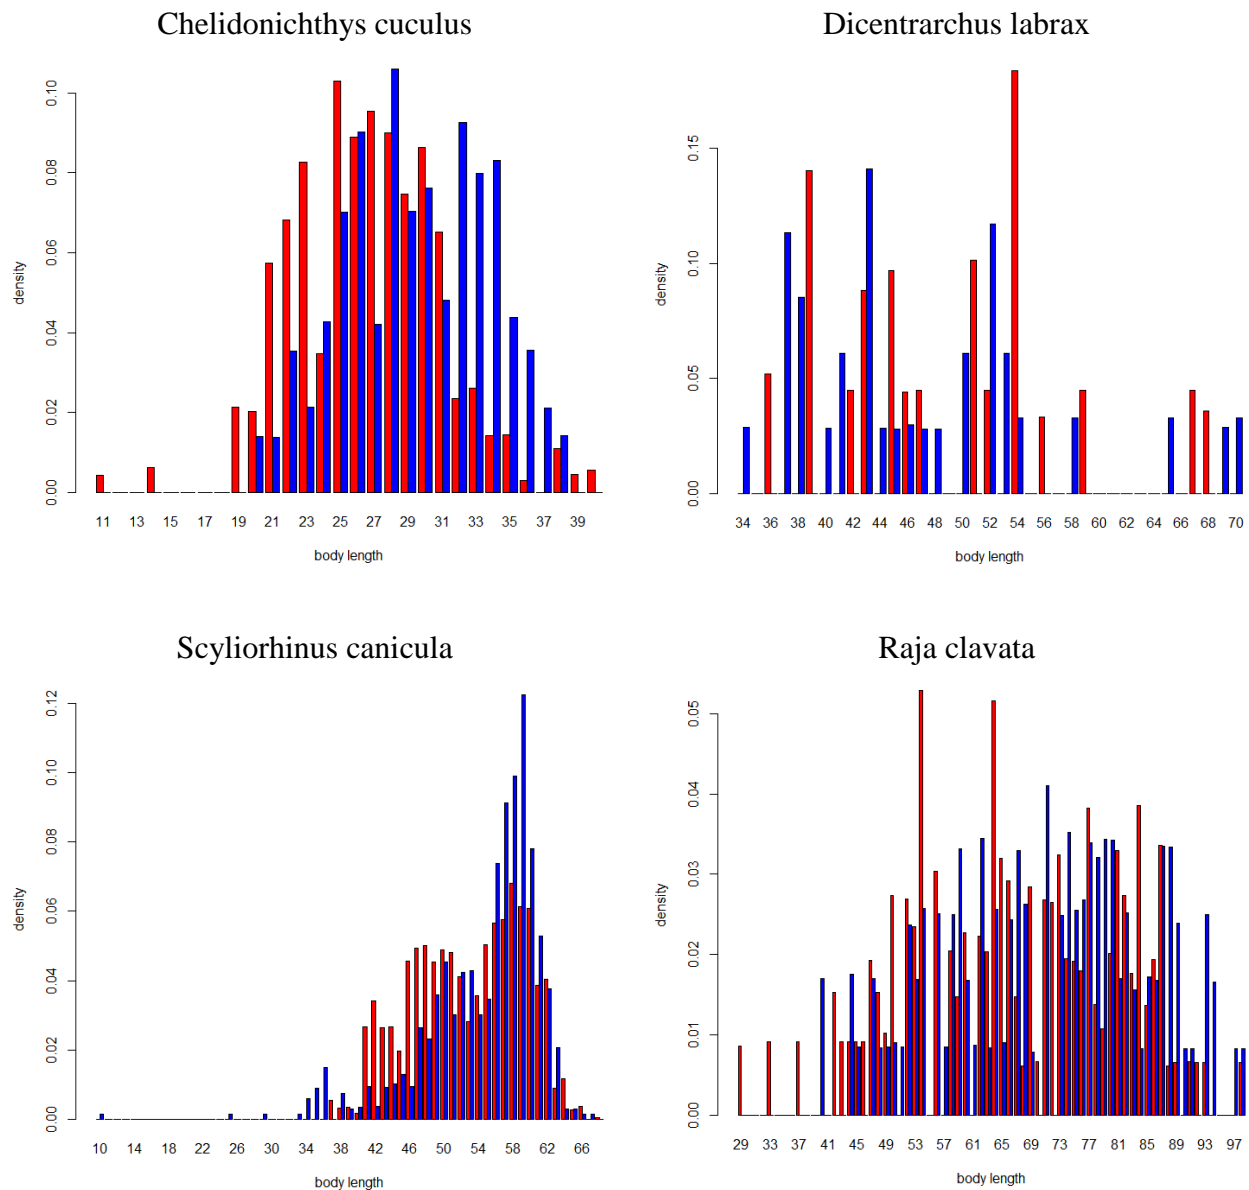 Chelidonichthys cuculus
Dicentrarchus labrax
0.00 0.02 0.04 0.06 0.08 0.10
density
11 13 15 17 19 21 23 25 27 29 31 33 35 37 39
body length
0.00 0.05 0.10 0.15
density
34 36 38 40 42 44 46 48 50 52 54 56 58 60 62 64 66 68 70
body length
Scyliorhinus canicula
Raja clavata
0.00 0.02 0.04 0.06 0.08 0.10 0.12
density
10 14 18 22 26 30 34 38 42 46 50 54 58 62 66
body length
0.00 0.01 0.02 0.03 0.04 0.05
density
29 33 37 41 45 49 53 57 61 65 69 73 77 81 85 89 93 97
body length